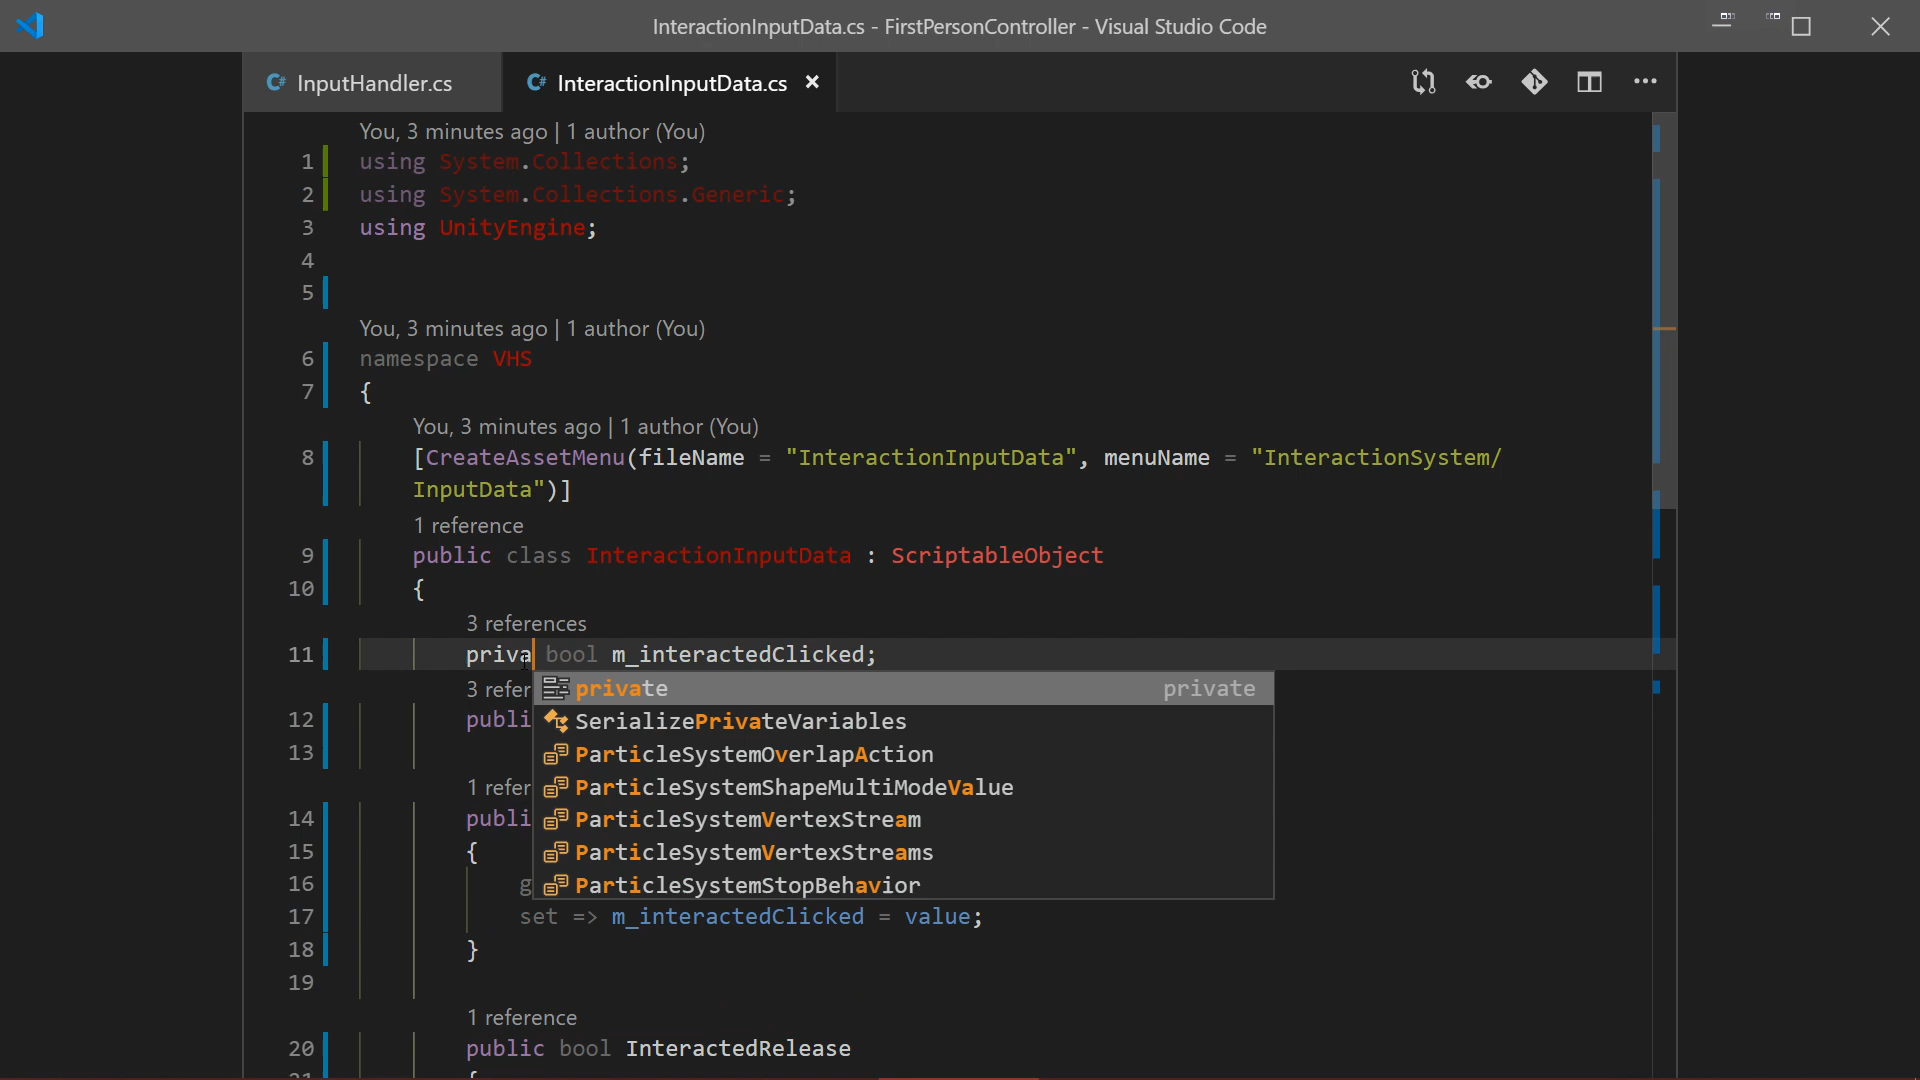 InteractionInputData.cs - FirstPersonController - Visual Studio Code
InputHandler.cs
InteractionInputData.cs
You, 3 minutes ago | 1 author (You)
1 using System.Collections;
2 using System.Collections.Generic;
3 using UnityEngine;
4
5
You, 3 minutes ago | 1 author (You)
6 namespace VHS
7 {
You, 3 minutes ago | 1 author (You)
8 [CreateAssetMenu(fileName = "InteractionInputData", menuName = "InteractionSystem/
InputData")]
1 reference
9 public class InteractionInputData : ScriptableObject
10 {
3 references
11 priva bool m_interactedClicked;
3 refer
private private
SerializePrivateVariables
12 publi
ParticleSystemOverlapAction
13
1 refer
ParticleSystemShapeMultiModeValue
14 publi
ParticleSystemVertexStream
15 {
ParticleSystemVertexStreams
16 g
ParticleSystemStopBehavior
17 set => m_interactedClicked = value;
18 }
19
1 reference
20 public bool InteractedRelease